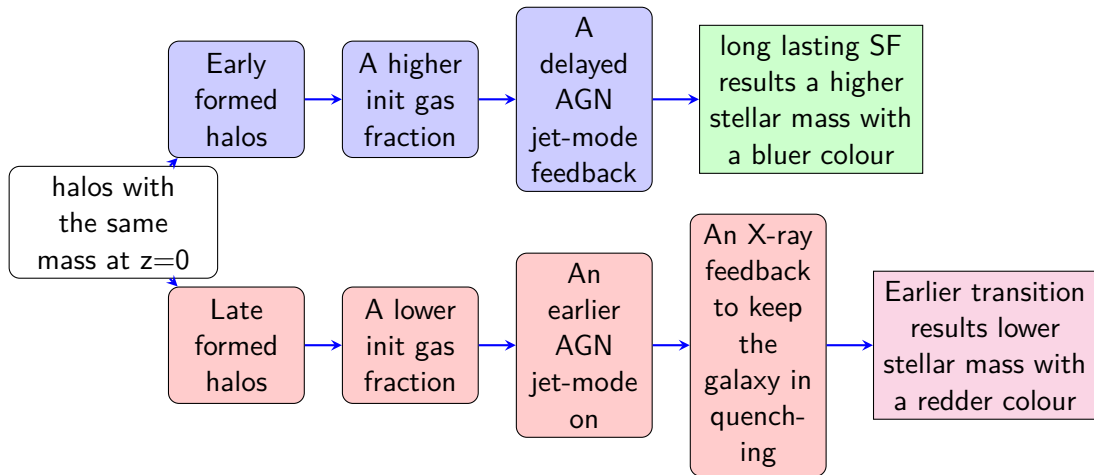 halos with
the same
mass at z=0
Early
formed
halos
A higher
init gas
fraction
A
delayed
AGN
jet-mode
feedback
long lasting SF
results a higher
stellar mass with
a bluer colour
Late
formed
halos
A lower
init gas
fraction
An
earlier
AGN
jet-mode
on
An X-ray
feedback
to keep
the
galaxy in
quench-
ing
Earlier transition
results lower
stellar mass with
a redder colour